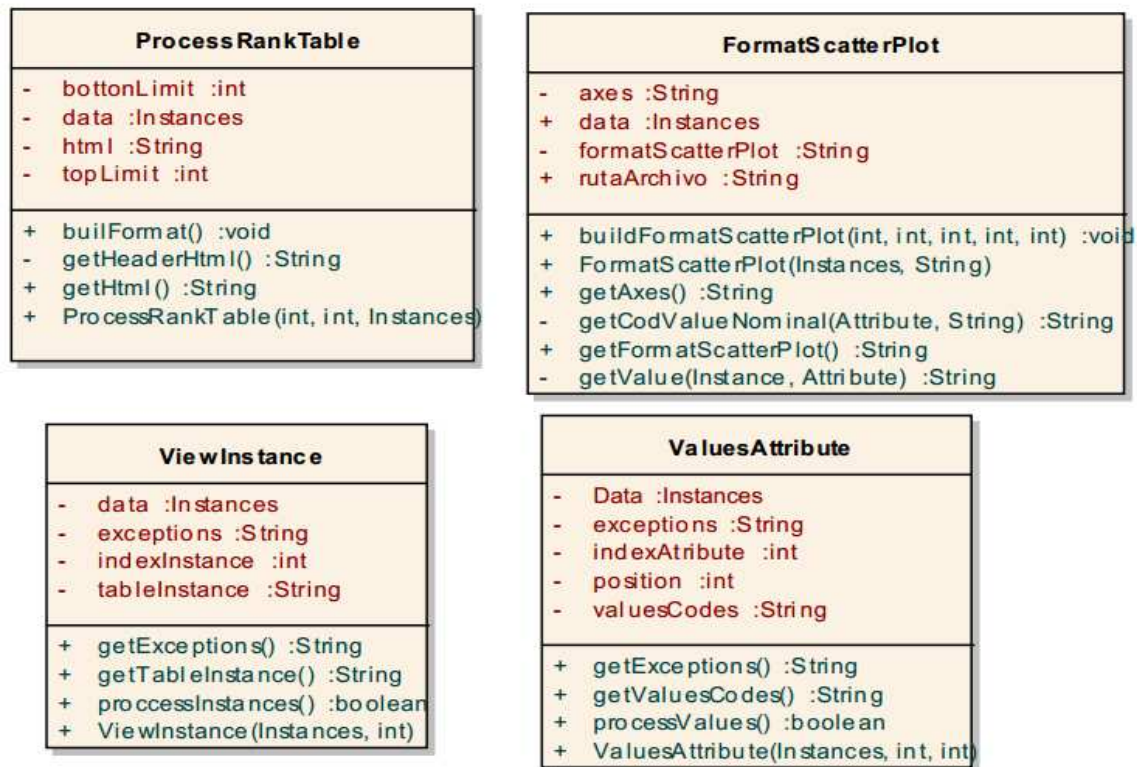 ProcessRankTable
- bottonLimit :int
- data :Instances
- html :String
- topLimit :int
+ builFormat() :void
- getHeaderHtml() :String
+ getHtml() :String
+ ProcessRankTable(int, int, Instances)
FormatScatterPlot
- axes :String
+ data :Instances
- formatScatterPlot :String
+ rutaArchivo :String
+ buildFormatScatterPlot(int, int, int, int, int) :void
+ FormatScatterPlot(Instances, String)
+ getAxes() :String
- getCodValueNominal(Attribute, String) :String
+ getFormatScatterPlot() :String
- getValue(Instance, Attribute) :String
ViewInstance
- data :Instances
- exceptions :String
- indexInstance :int
- tableInstance :String
+ getExceptions() :String
+ getTableInstance() :String
+ proccessInstances() :boolean
+ ViewInstance(Instances, int)
ValuesAttribute
- Data :Instances
- exceptions :String
- indexAtribute :int
- position :int
- valuesCodes :String
+ getExceptions() :String
+ getValuesCodes() :String
+ processValues() :boolean
+ ValuesAttribute(Instances, int, int)